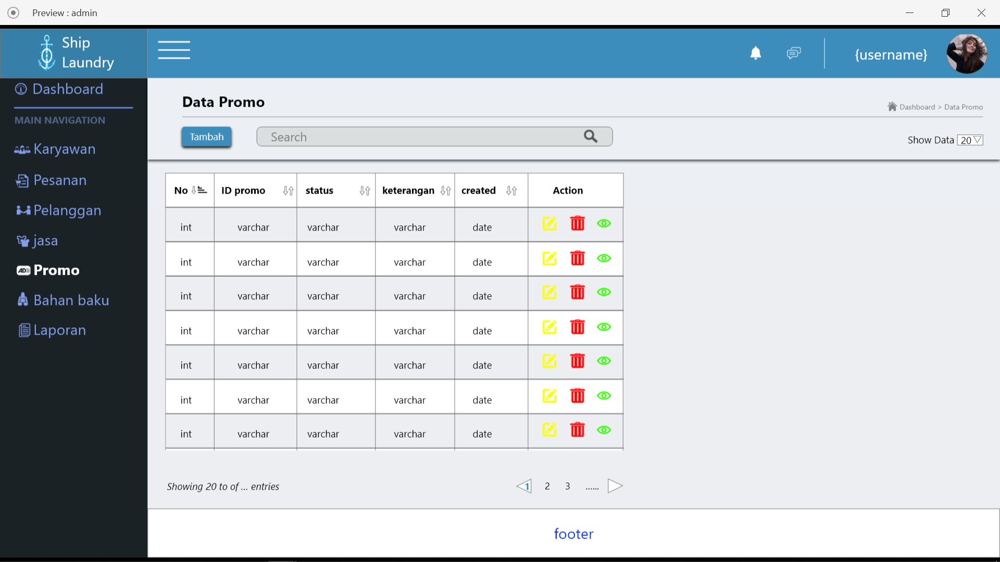 Preview : admin
Ship
Laundry
{username}
Dashboard
MAIN NAVIGATION
Karyawan
Pesanan
Pelanggan
jasa
AD Promo
Bahan baku
Laporan
Data Promo
Dashboard > Data Promo
Tambah
Search
Show Data 20
No ID promo status keterangan created Action
int varchar varchar varchar date
int varchar varchar varchar date
int varchar varchar varchar date
int varchar varchar varchar date
int varchar varchar varchar date
int varchar varchar varchar date
int varchar varchar varchar date
Showing 20 to of ... entries
1 2 3 ......
footer